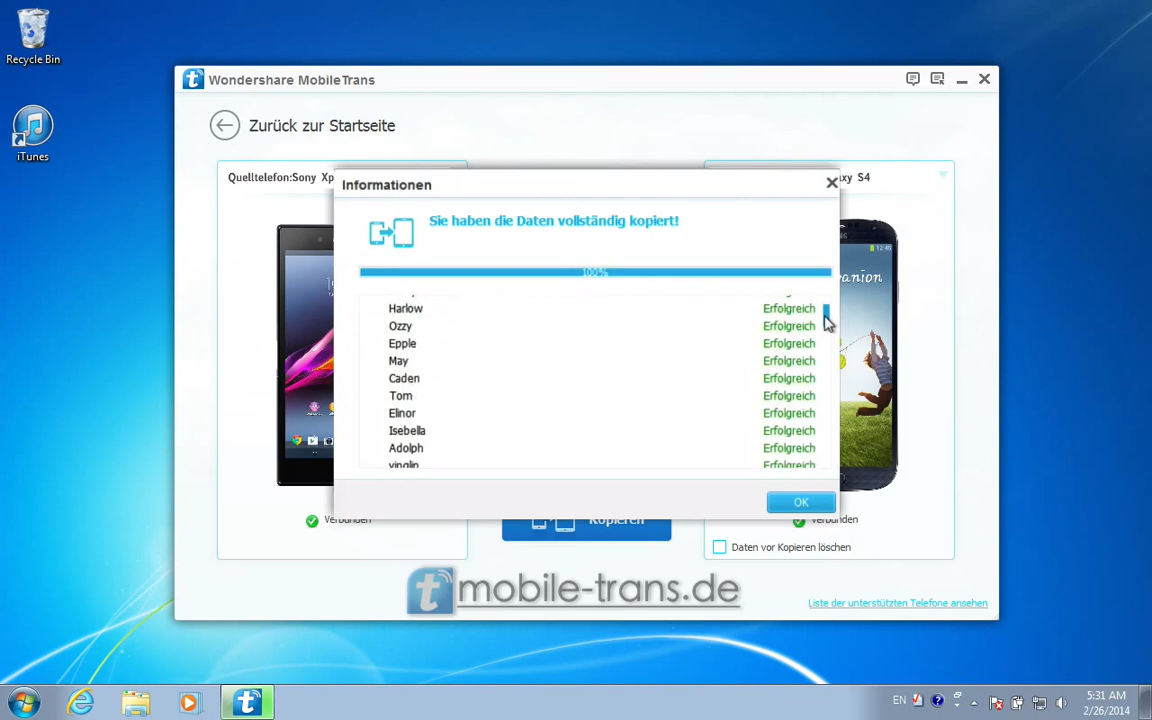 Recycle Bin
iTunes
Wondershare MobileTrans
Zurück zur Startseite
Quelltelefon:Sony Xp
xy S4
Informationen
Sie haben die Daten vollständig kopiert!
100%
Harlow Erfolgreich
Ozzy Erfolgreich
Epple Erfolgreich
May Erfolgreich
Caden Erfolgreich
Tom Erfolgreich
Elinor Erfolgreich
Isebella Erfolgreich
Adolph Erfolgreich
yinglin Erfolgreich
OK
Verbunden
Kopieren
Verbunden
Daten vor Kopieren löschen
mobile-trans.de
Liste der unterstützten Telefone ansehen
EN
5:31 AM
2/26/2014